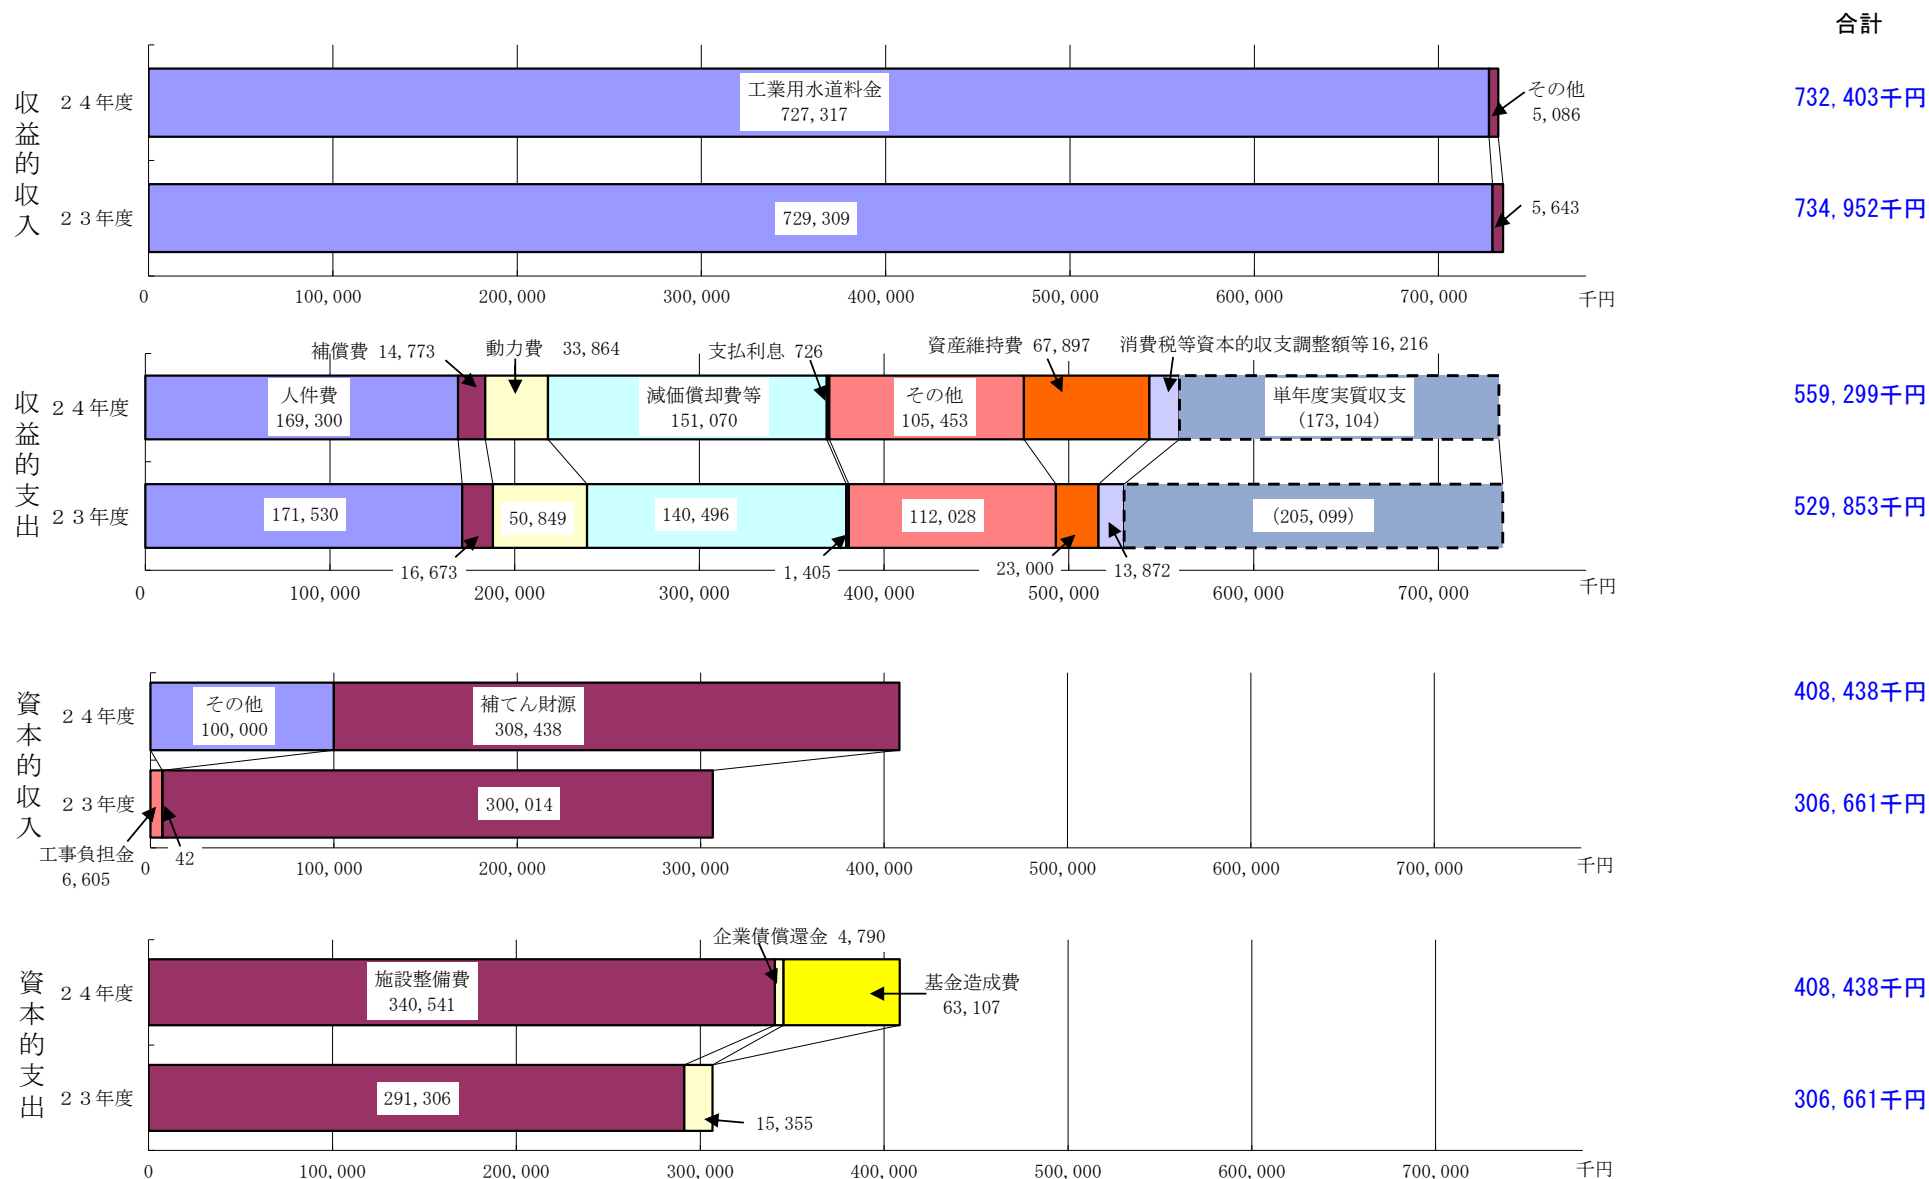 合計
収益的収入
２４年度
工業用水道料金
727,317
その他
5,086
732,403千円
２３年度
729,309
5,643
734,952千円
0
100,000
200,000
300,000
400,000
500,000
600,000
700,000
千円
収益的支出
補償費 14,773
動力費 33,864
支払利息 726
資産維持費 67,897
消費税等資本的収支調整額等16,216
２４年度
人件費
169,300
減価償却費等
151,070
その他
105,453
単年度実質収支
(173,104)
559,299千円
２３年度
171,530
50,849
140,496
112,028
(205,099)
529,853千円
16,673
1,405
23,000
13,872
0
100,000
200,000
300,000
400,000
500,000
600,000
700,000
千円
資本的収入
２４年度
その他
100,000
補てん財源
308,438
408,438千円
２３年度
300,014
306,661千円
工事負担金
6,605
42
0
100,000
200,000
300,000
400,000
500,000
600,000
700,000
千円
資本的支出
企業債償還金 4,790
２４年度
施設整備費
340,541
基金造成費
63,107
408,438千円
２３年度
291,306
15,355
306,661千円
0
100,000
200,000
300,000
400,000
500,000
600,000
700,000
千円